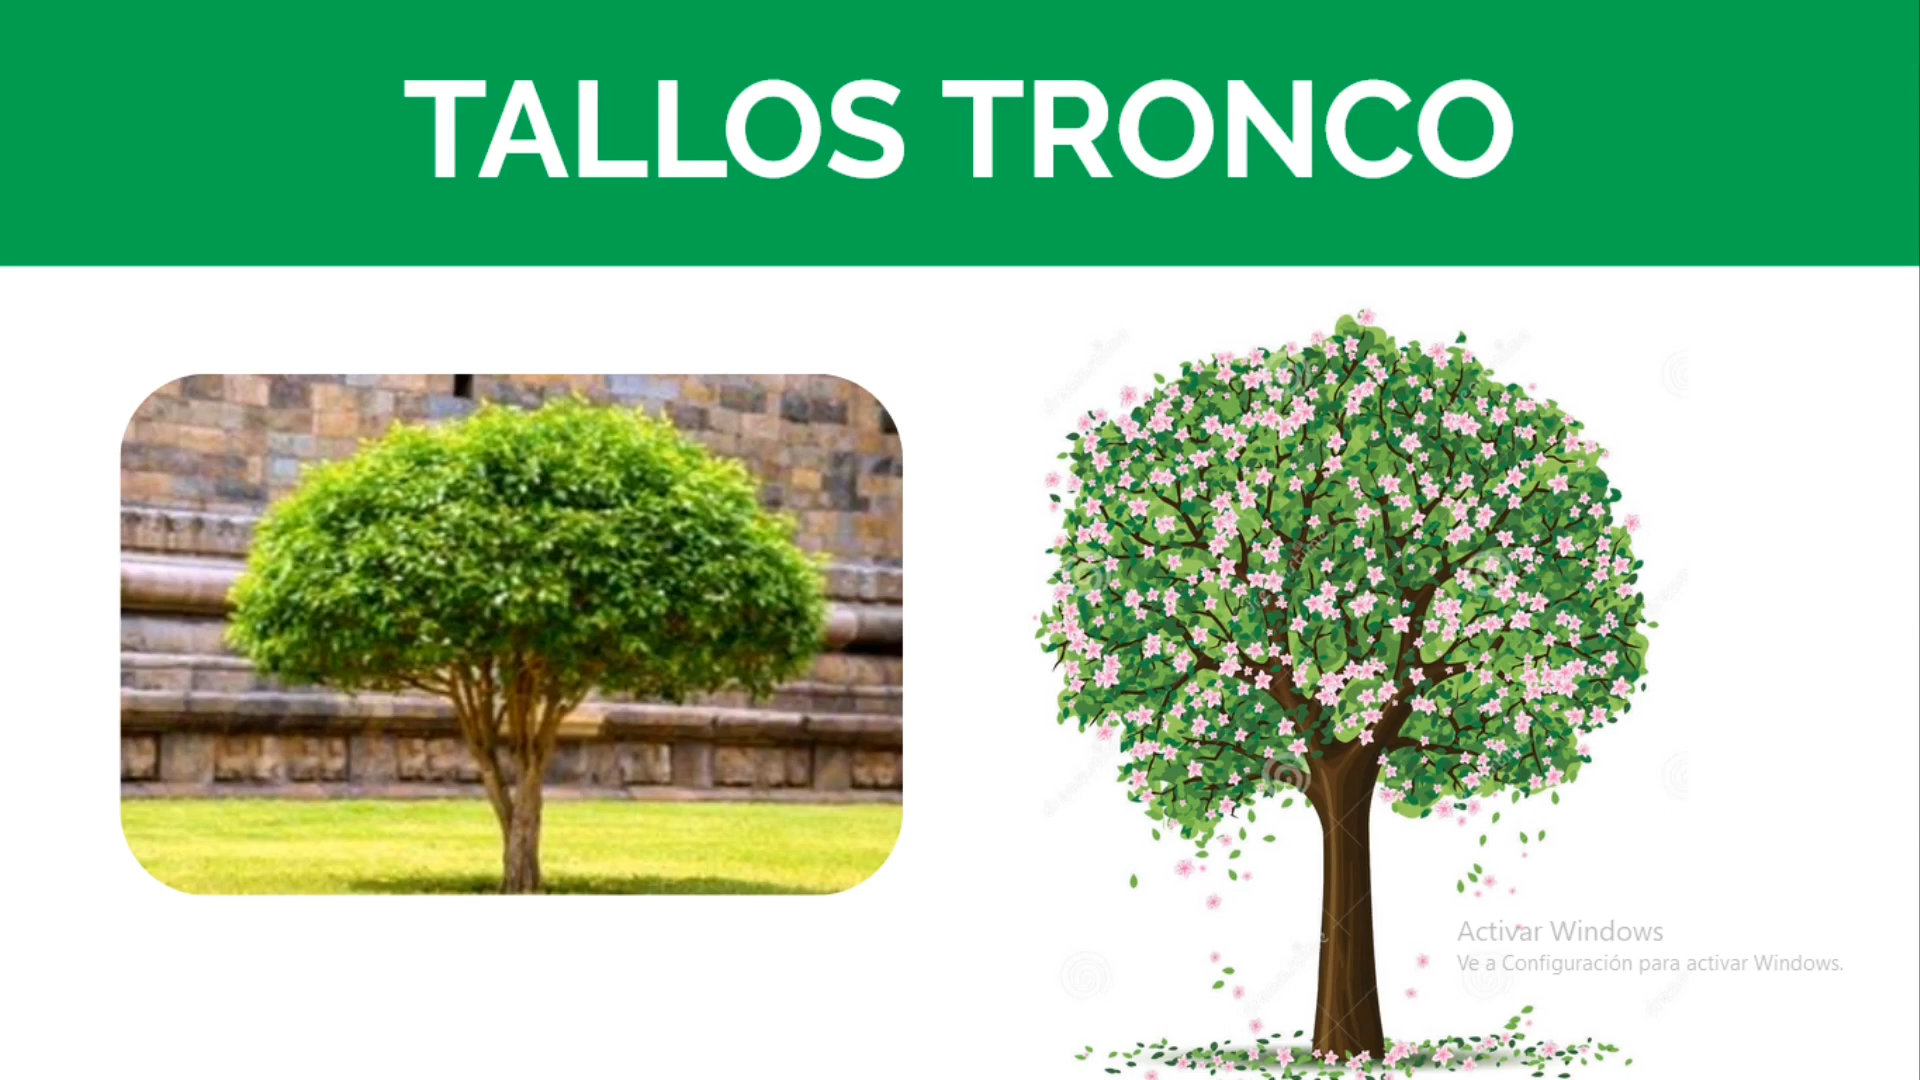 TALLOS TRONCO
Activar Windows
Ve a Configuración para activar Windows.